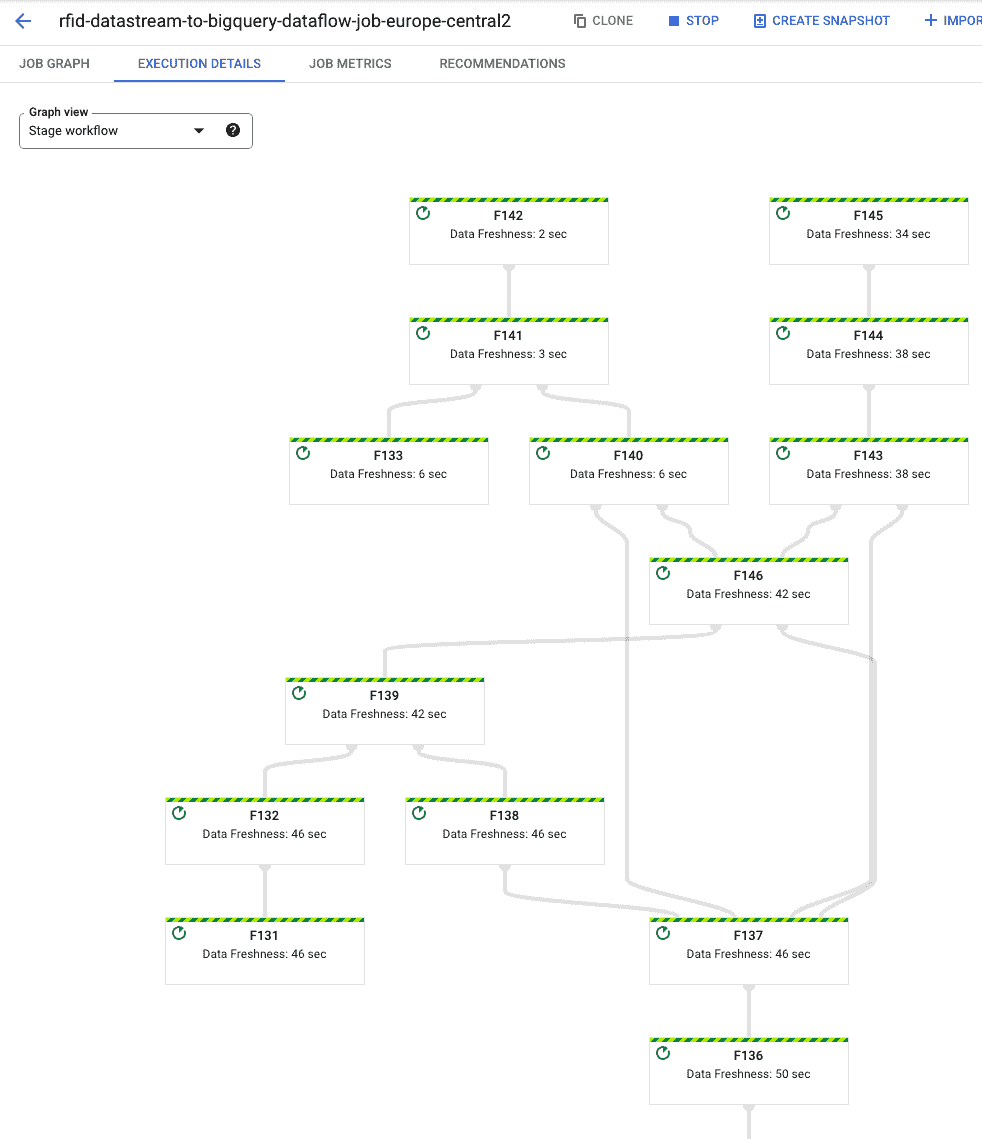 rfid-datastream-to-bigquery-dataflow-job-europe-central2
CLONE
STOP
CREATE SNAPSHOT
IMPOR
JOB GRAPH
EXECUTION DETAILS
JOB METRICS
RECOMMENDATIONS
Graph view
Stage workflow
?
F142
Data Freshness: 2 sec
F145
Data Freshness: 34 sec
F141
Data Freshness: 3 sec
F144
Data Freshness: 38 sec
F133
Data Freshness: 6 sec
F140
Data Freshness: 6 sec
F143
Data Freshness: 38 sec
F146
Data Freshness: 42 sec
F139
Data Freshness: 42 sec
F132
Data Freshness: 46 sec
F138
Data Freshness: 46 sec
F131
Data Freshness: 46 sec
F137
Data Freshness: 46 sec
F136
Data Freshness: 50 sec